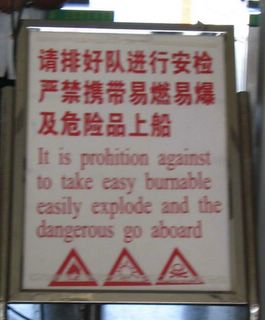 请排好队进行安检
严禁携带易燃易爆
及危险品上船
It is prohition against
to take easy burnable
easily explode and the
dangerous go aboard